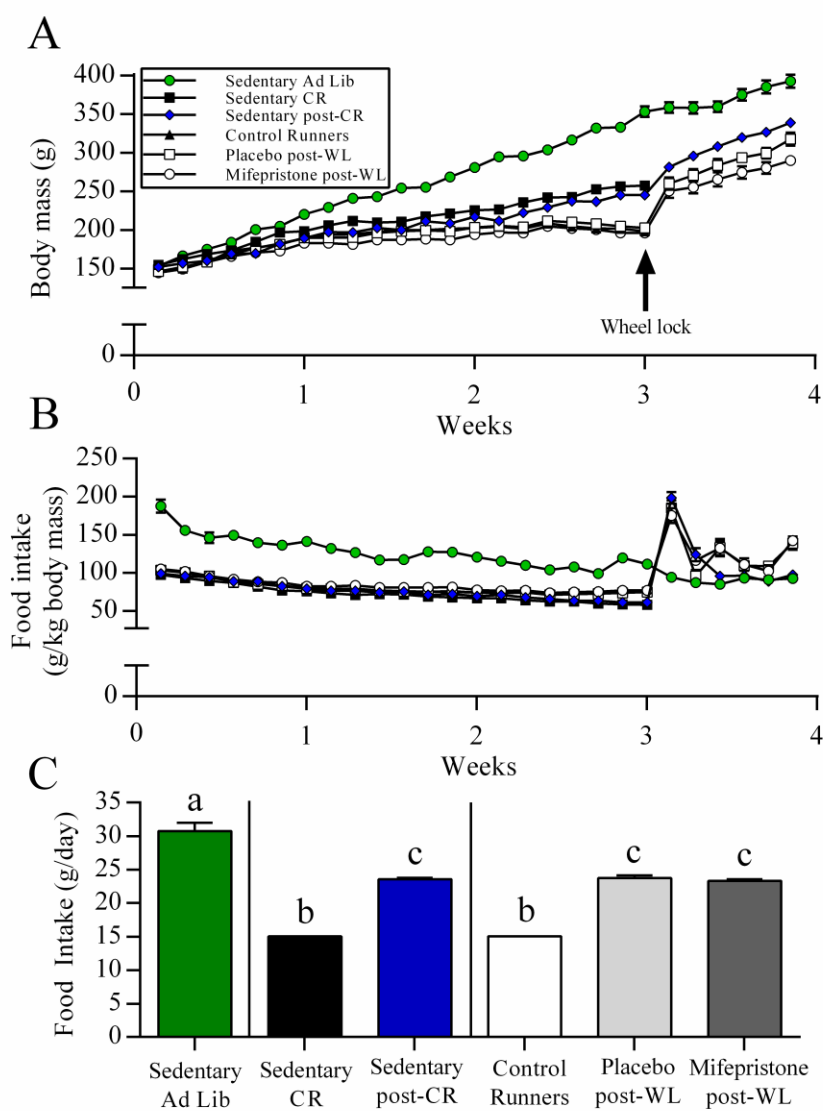 A
Body mass (g)
400
350
300
250
200
150
0
Sedentary Ad Lib
Sedentary CR
Sedentary post-CR
Control Runners
Placebo post-WL
Mifepristone post-WL
Wheel lock
0
1
2
3
4
Weeks
B
Food intake
(g/kg body mass)
250
200
150
100
50
0
0
1
2
3
4
Weeks
C
Food Intake (g/day)
35
30
25
20
15
10
5
0
a
b
c
b
c
c
Sedentary
Ad Lib
Sedentary
CR
Sedentary
post-CR
Control
Runners
Placebo
post-WL
Mifepristone
post-WL